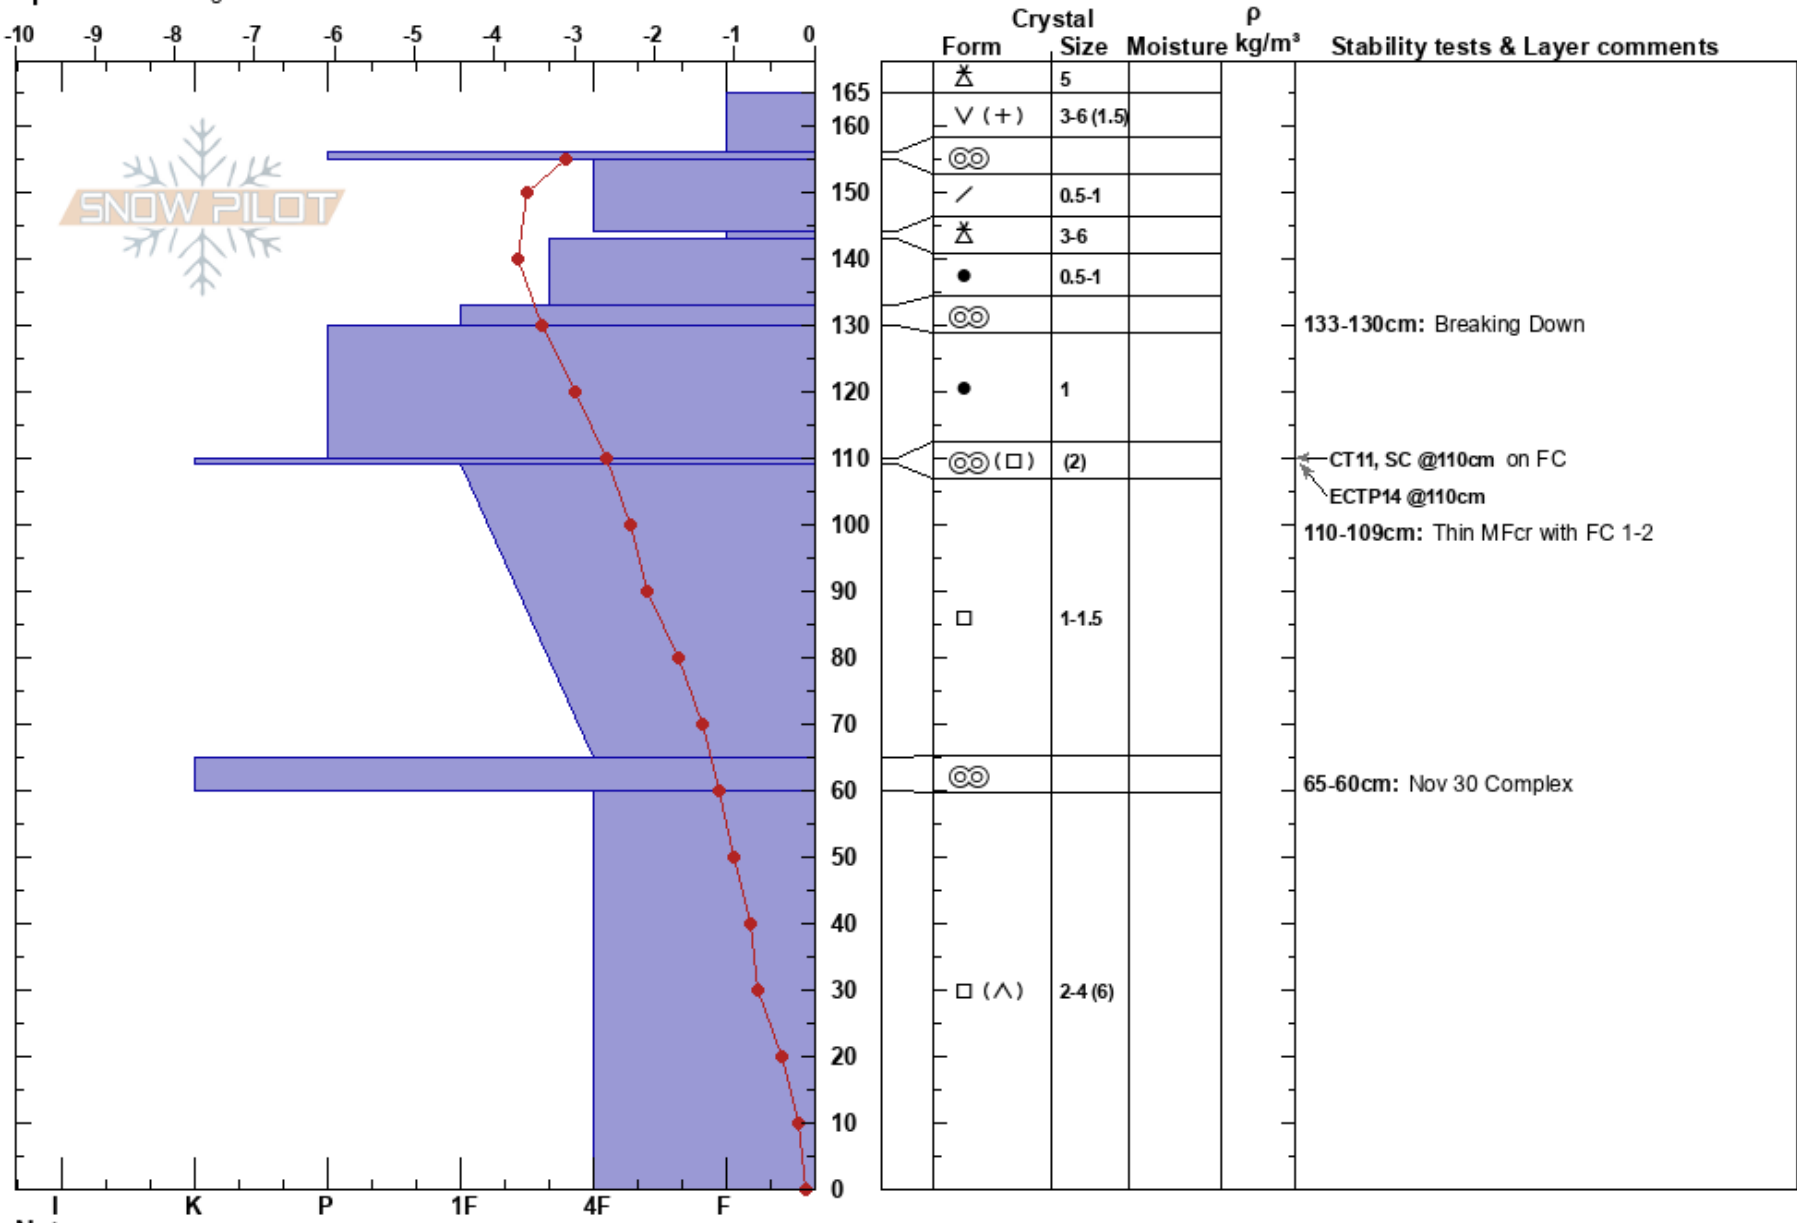 -10 -9 -8 -7 -6 -5 -4 -3 -2 -1 0
Crystal ρ
Form Size Moisture kg/m³ Stability tests & Layer comments
5
165
3-6 (1.5)
160
SNOW PILOT
150
0.5-1
3-6
140
0.5-1
130
133-130cm: Breaking Down
120
1
110
(2)
CT11, SC @110cm on FC
ECTP14 @110cm
100
110-109cm: Thin MFcr with FC 1-2
90
1-1.5
80
70
60
65-60cm: Nov 30 Complex
50
40
30
2-4 (6)
20
10
0
I K P 1F 4F F